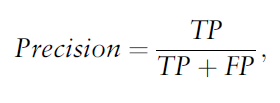 Precision = TP / (TP + FP),